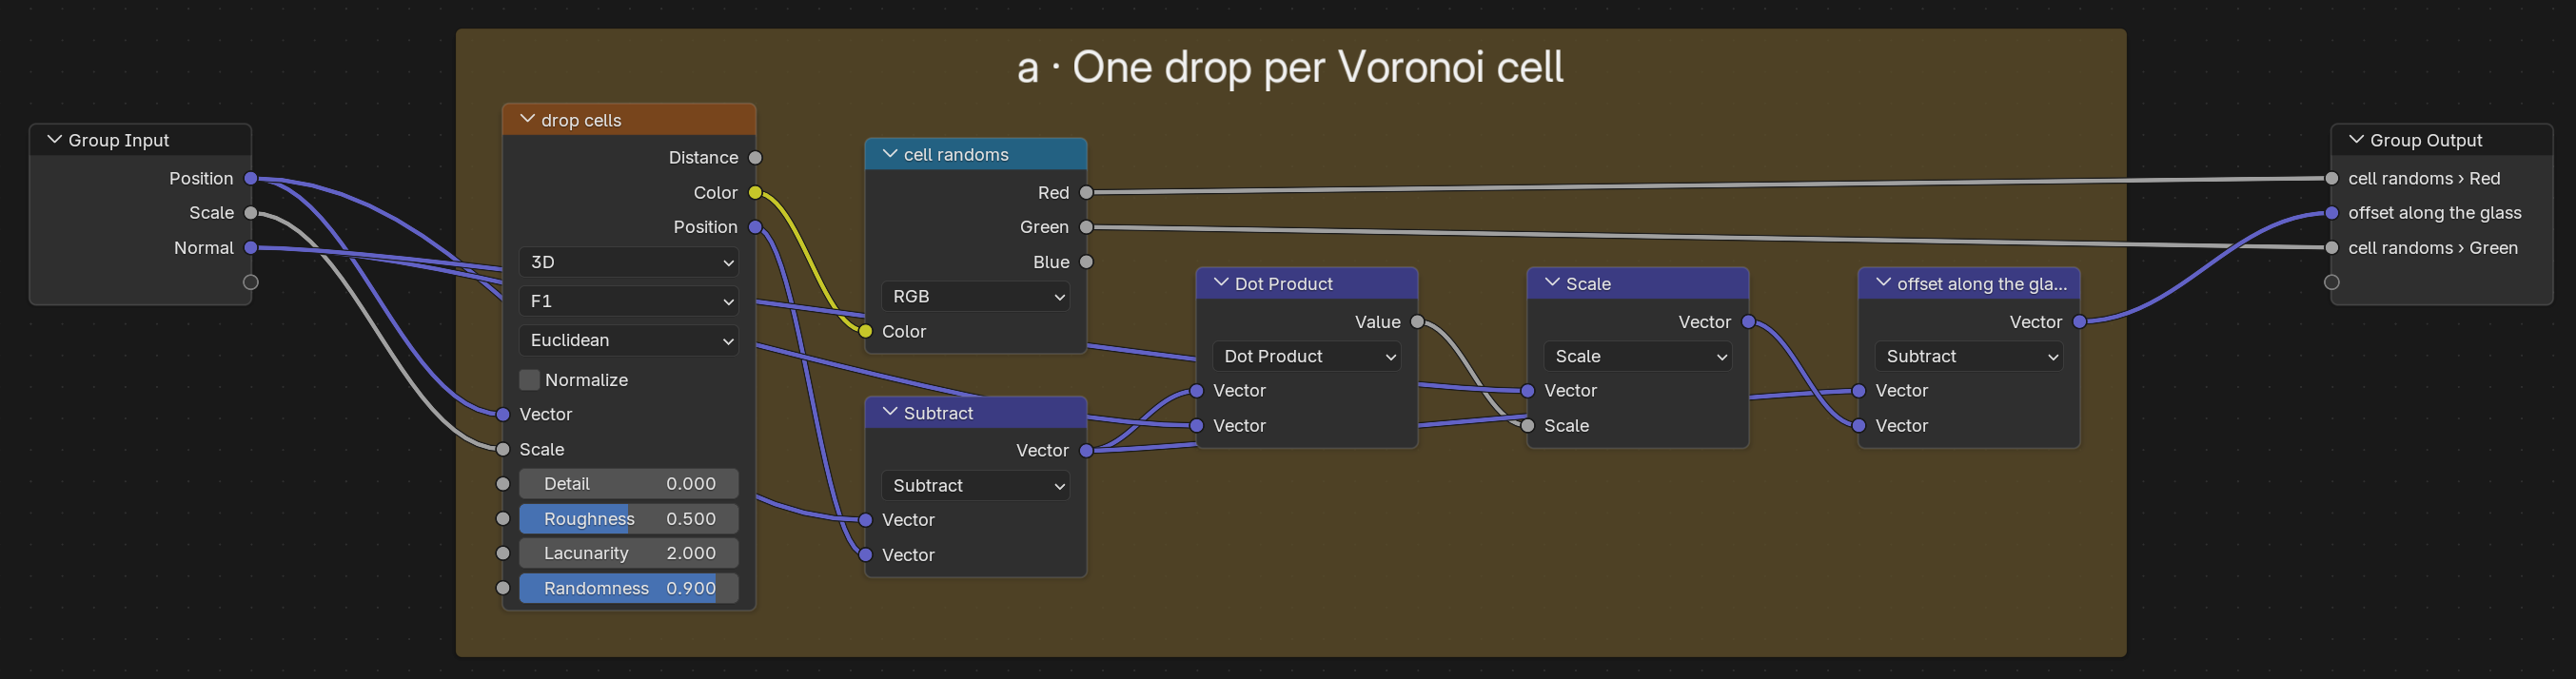 a · One drop per Voronoi cell
Group Input
Position
Scale
Normal
drop cells
Distance
Color
Position
3D
F1
Euclidean
Normalize
Vector
Scale
Detail 0.000
Roughness 0.500
Lacunarity 2.000
Randomness 0.900
cell randoms
Red
Green
Blue
RGB
Color
Subtract
Vector
Subtract
Vector
Vector
Dot Product
Value
Dot Product
Vector
Vector
Scale
Vector
Scale
Vector
Scale
offset along the gla...
Vector
Subtract
Vector
Vector
Group Output
cell randoms › Red
offset along the glass
cell randoms › Green